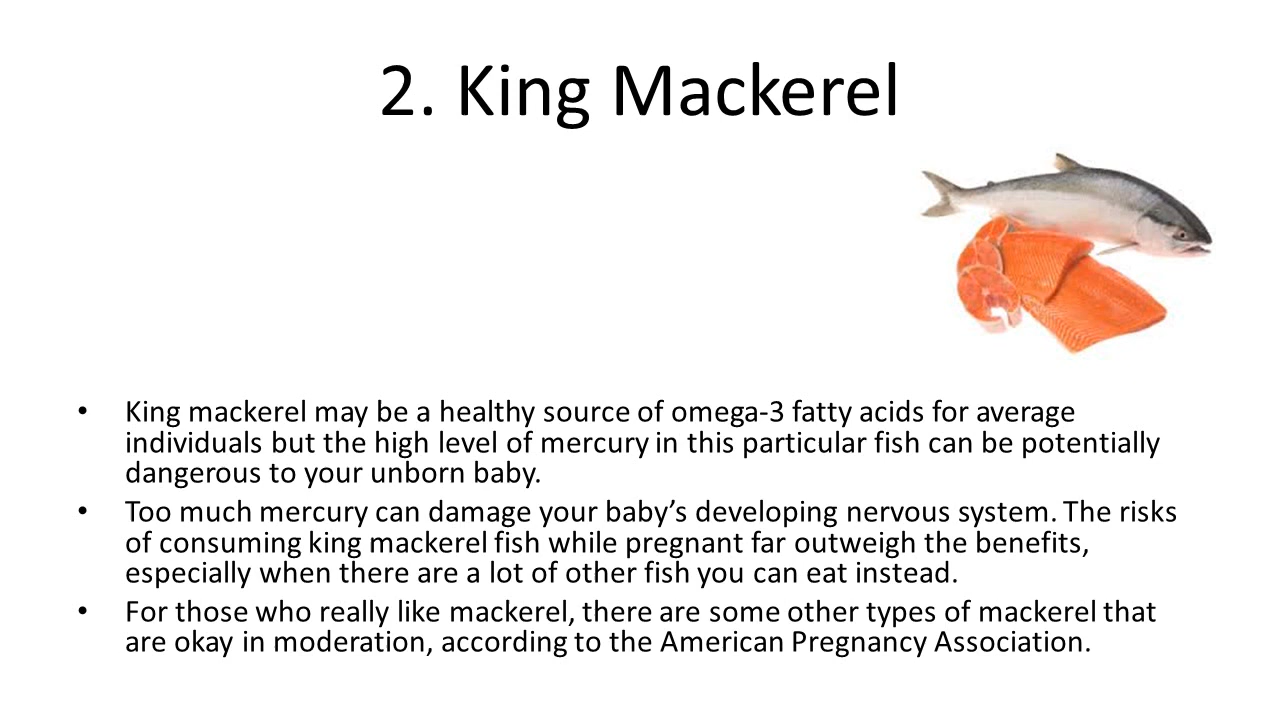 2. King Mackerel
• King mackerel may be a healthy source of omega-3 fatty acids for average
individuals but the high level of mercury in this particular fish can be potentially
dangerous to your unborn baby.
• Too much mercury can damage your baby’s developing nervous system. The risks
of consuming king mackerel fish while pregnant far outweigh the benefits,
especially when there are a lot of other fish you can eat instead.
• For those who really like mackerel, there are some other types of mackerel that
are okay in moderation, according to the American Pregnancy Association.